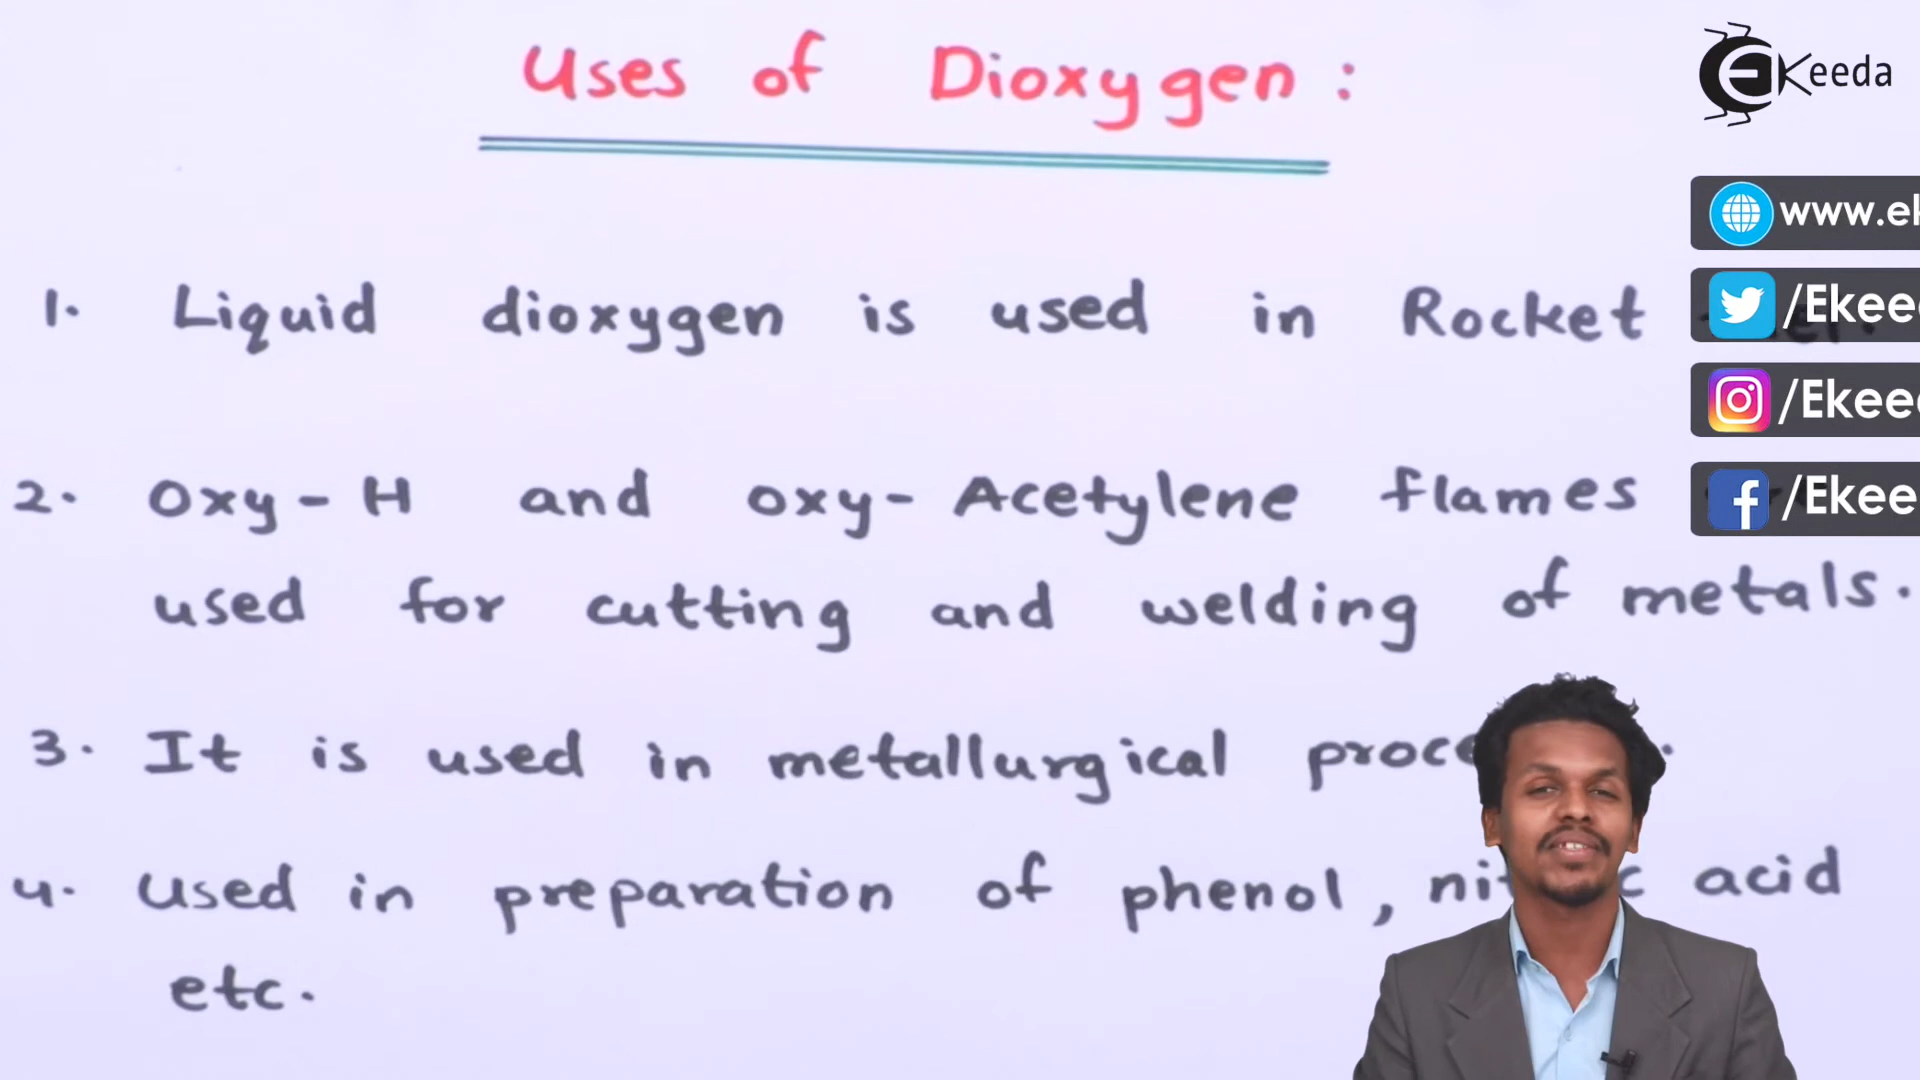 Uses of Dioxygen :
EKeeda
www.ek
/Ekee
/Ekee
/Ekee
1. Liquid dioxygen is used in Rocket
2. Oxy - H and oxy - Acetylene flames
used for cutting and welding of metals.
3. It is used in metallurgical
4. Used in preparation of phenol, acid
etc.